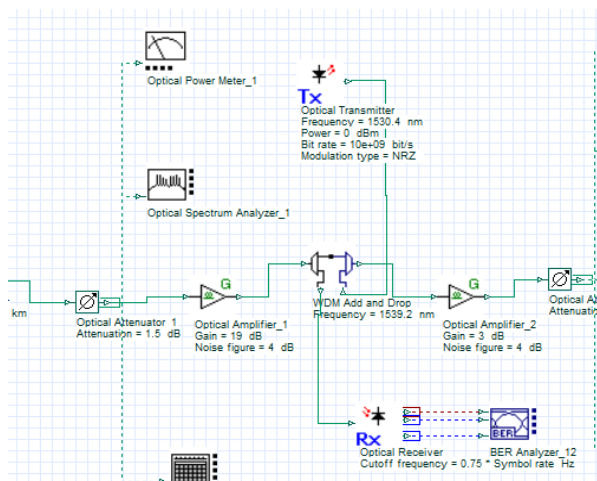 Optical Power Meter_1
Tx
Optical Transmitter
Frequency = 1530.4 nm
Power = 0 dBm
Bit rate = 10e+09 bit/s
Modulation type = NRZ
Optical Spectrum Analyzer_1
km
Optical Attenuator_1
Attenuation = 1.5 dB
G
Optical Amplifier_1
Gain = 19 dB
Noise figure = 4 dB
WDM Add and Drop
Frequency = 1539.2 nm
G
Optical Amplifier_2
Gain = 3 dB
Noise figure = 4 dB
Optical
Rx
Optical Receiver
Cutoff frequency = 0.75 * Symbol rate Hz
BER
BER Analyzer_12